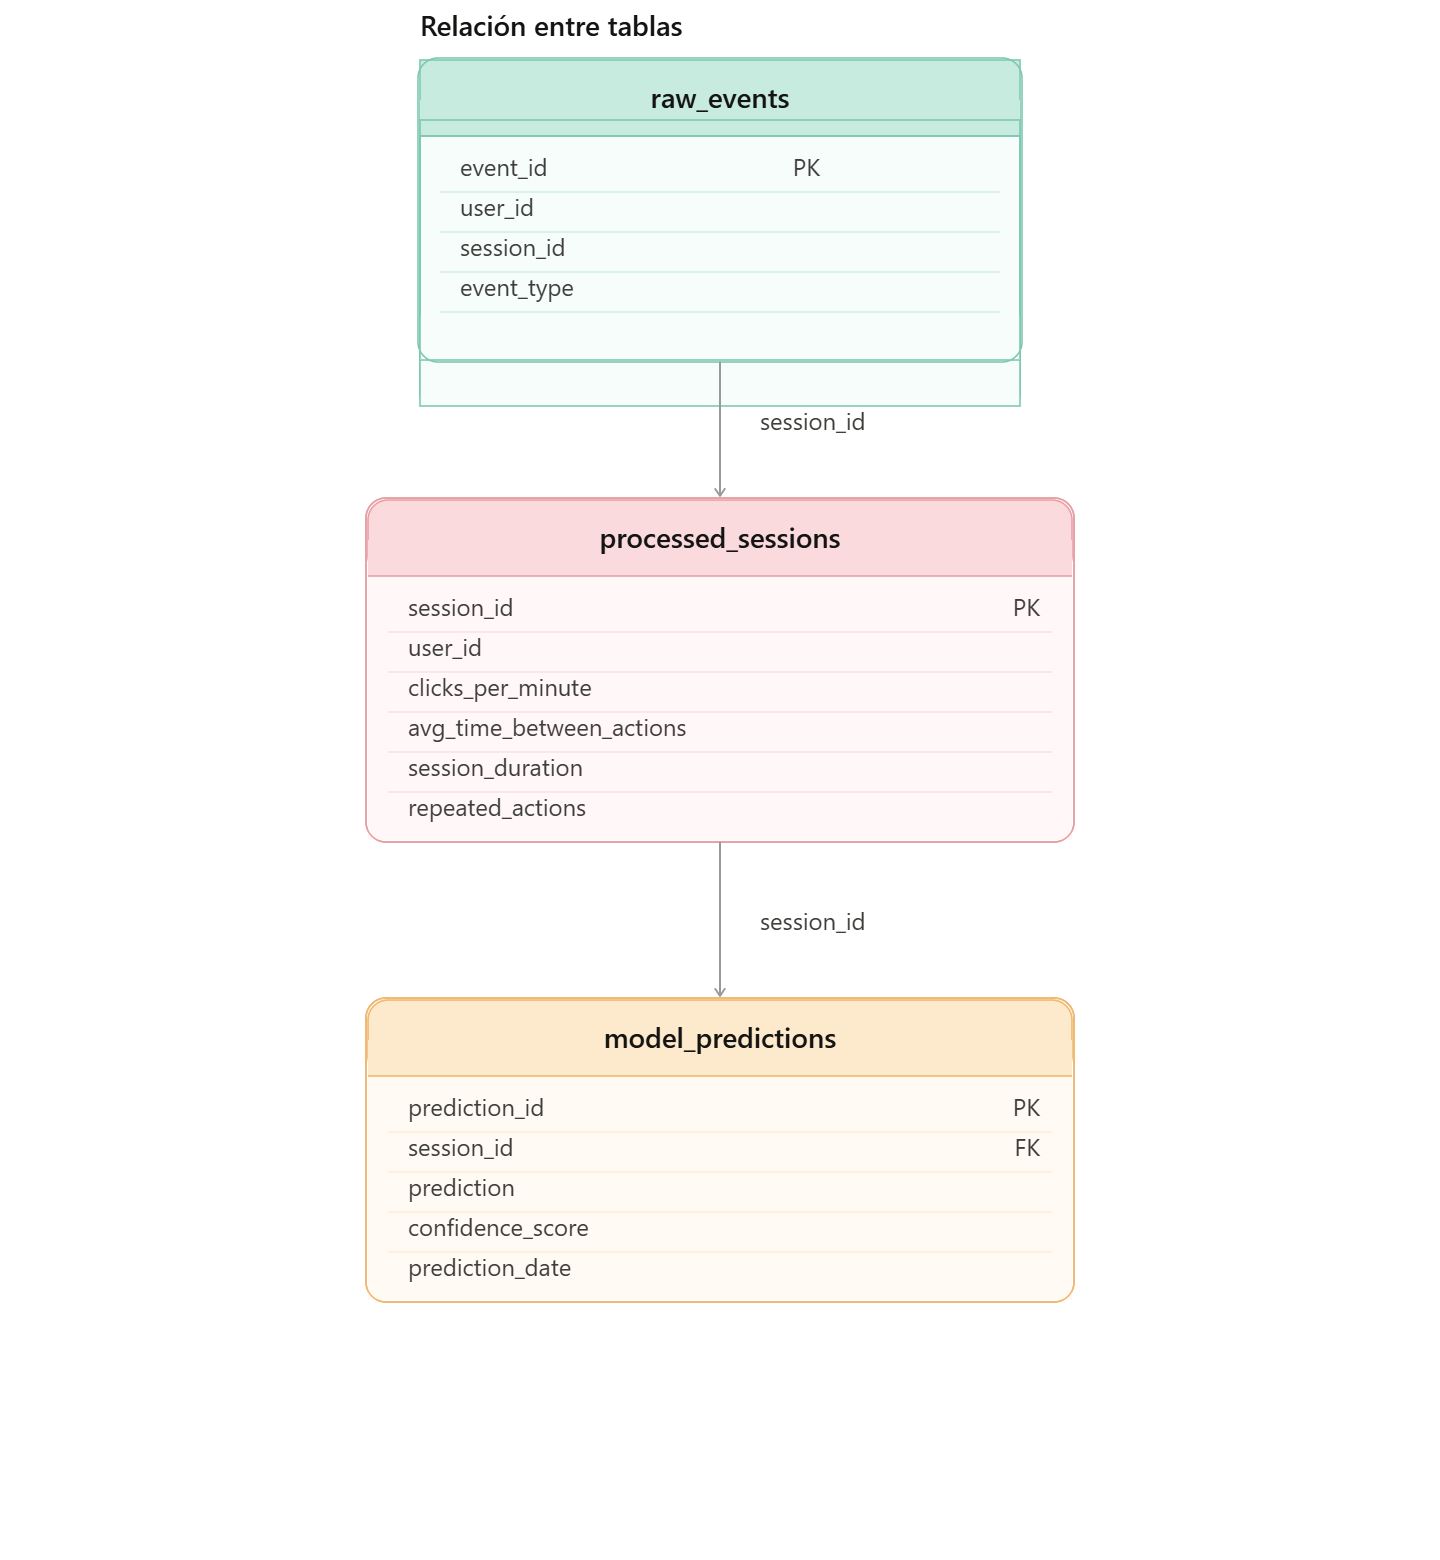 Relación entre tablas
raw_events
event_id PK
user_id
session_id
event_type
session_id
processed_sessions
session_id PK
user_id
clicks_per_minute
avg_time_between_actions
session_duration
repeated_actions
session_id
model_predictions
prediction_id PK
session_id FK
prediction
confidence_score
prediction_date